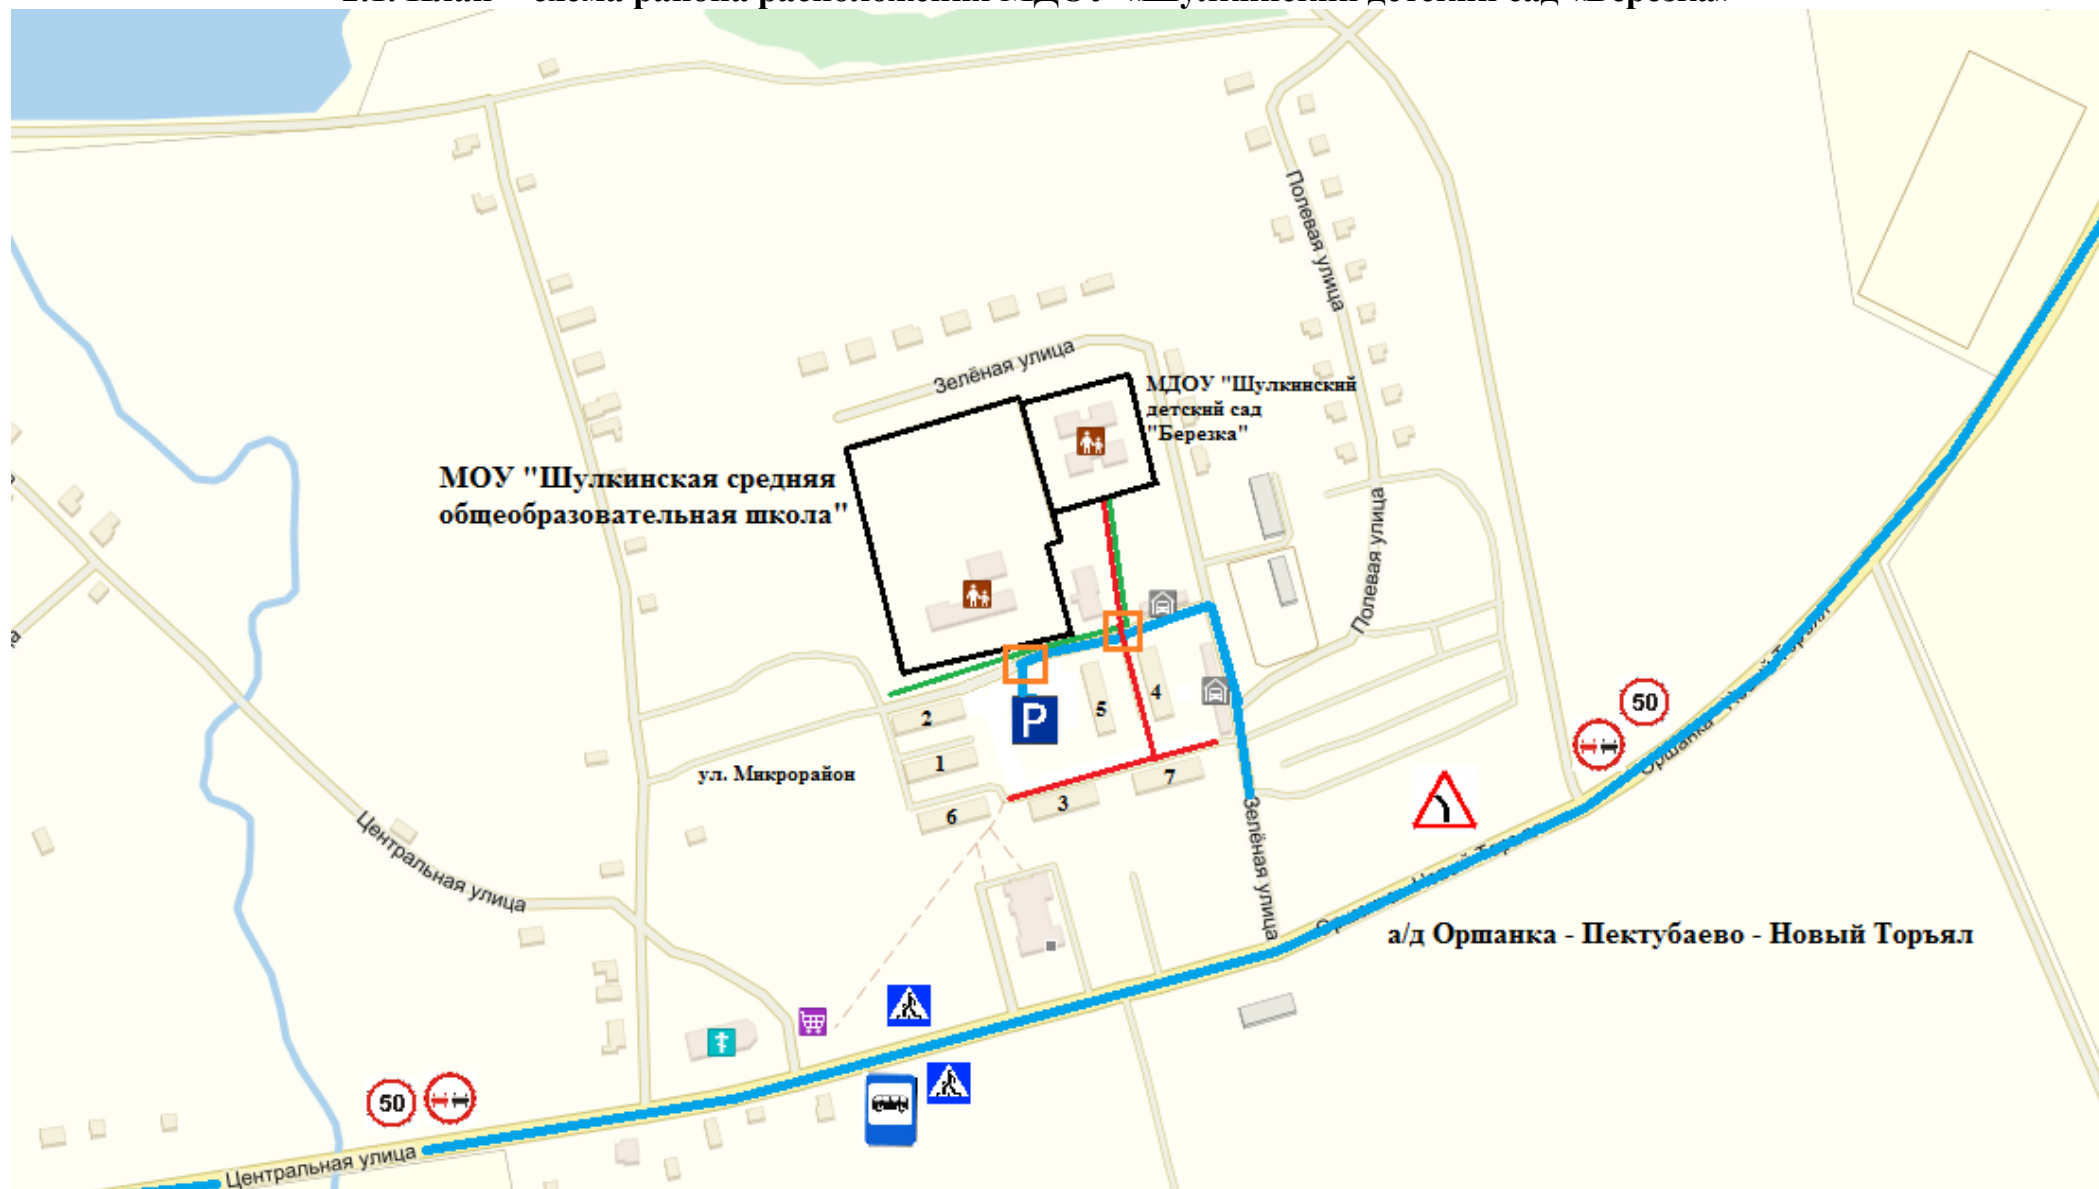 Полевая улица
Зелёная улица
МДОУ "Шулкинский
детский сад
"Березка"
МОУ "Шулкинская средняя
общеобразовательная школа"
Полевая улица
50
P
2
5
4
1
ул. Микрорайон
7
3
6
Центральная улица
Зелёная улица
а/д Оршанка - Пектубаево - Новый Торъял
50
Центральная улица